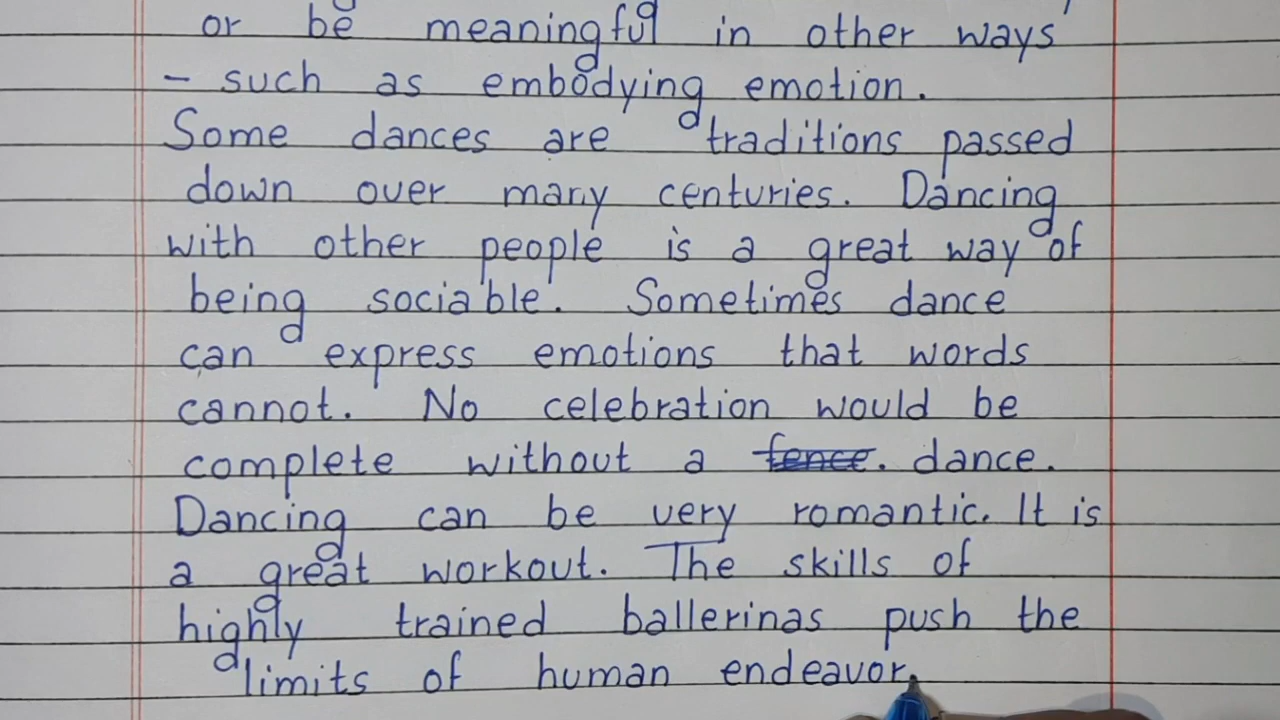 or be meaningful in other ways
- such as embodying emotion.
Some dances are traditions passed
down over many centuries. Dancing
with other people is a great way of
being sociable. Sometimes dance
can express emotions that words
cannot. No celebration would be
complete without a fence. dance.
Dancing can be very romantic. It is
a great workout. The skills of
highly trained ballerinas push the
limits of human endeavor.